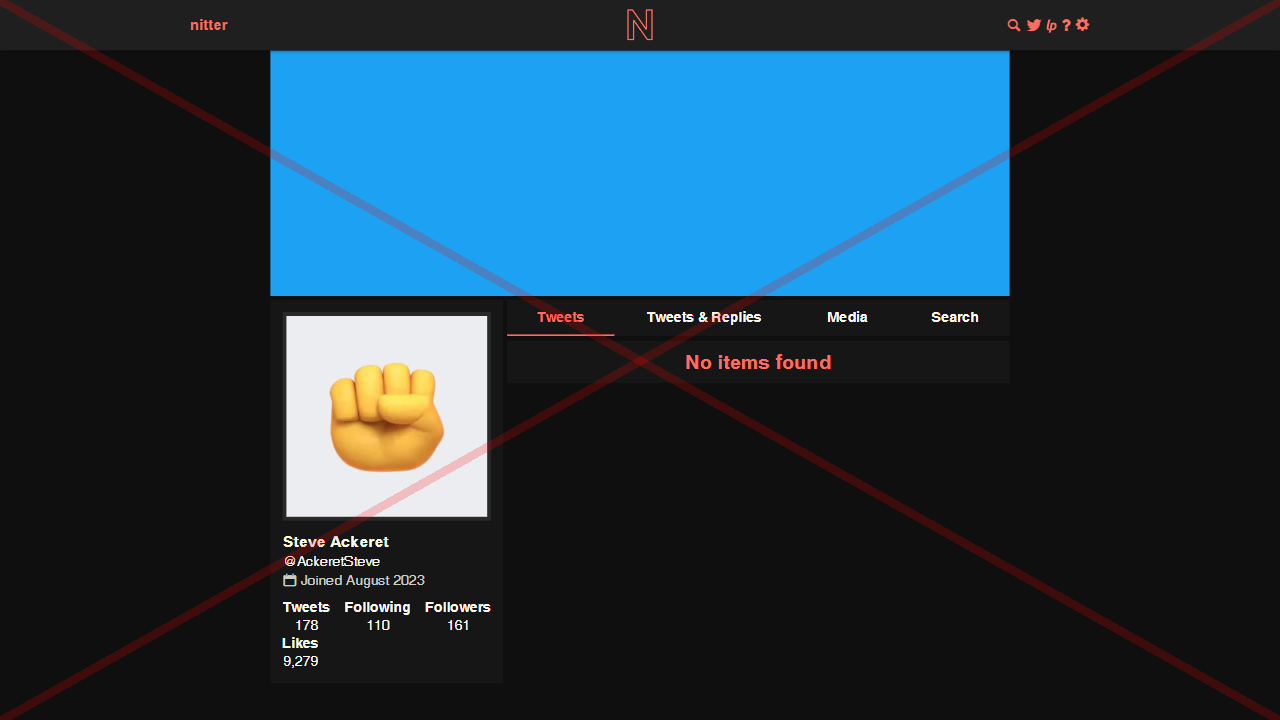 nitter
N
lp ?
Tweets Tweets & Replies Media Search
No items found
Steve Ackeret
@AckeretSteve
Joined August 2023
Tweets Following Followers
178 110 161
Likes
9,279